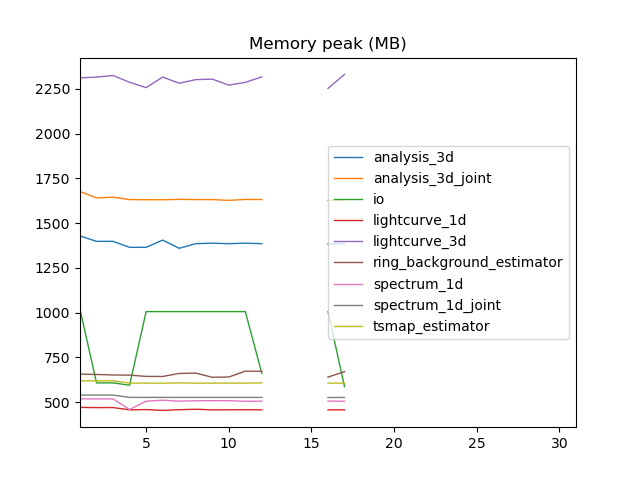 Memory peak (MB)
2250
2000
1750
1500
1250
1000
750
500
5 10 15 20 25 30
analysis_3d
analysis_3d_joint
io
lightcurve_1d
lightcurve_3d
ring_background_estimator
spectrum_1d
spectrum_1d_joint
tsmap_estimator